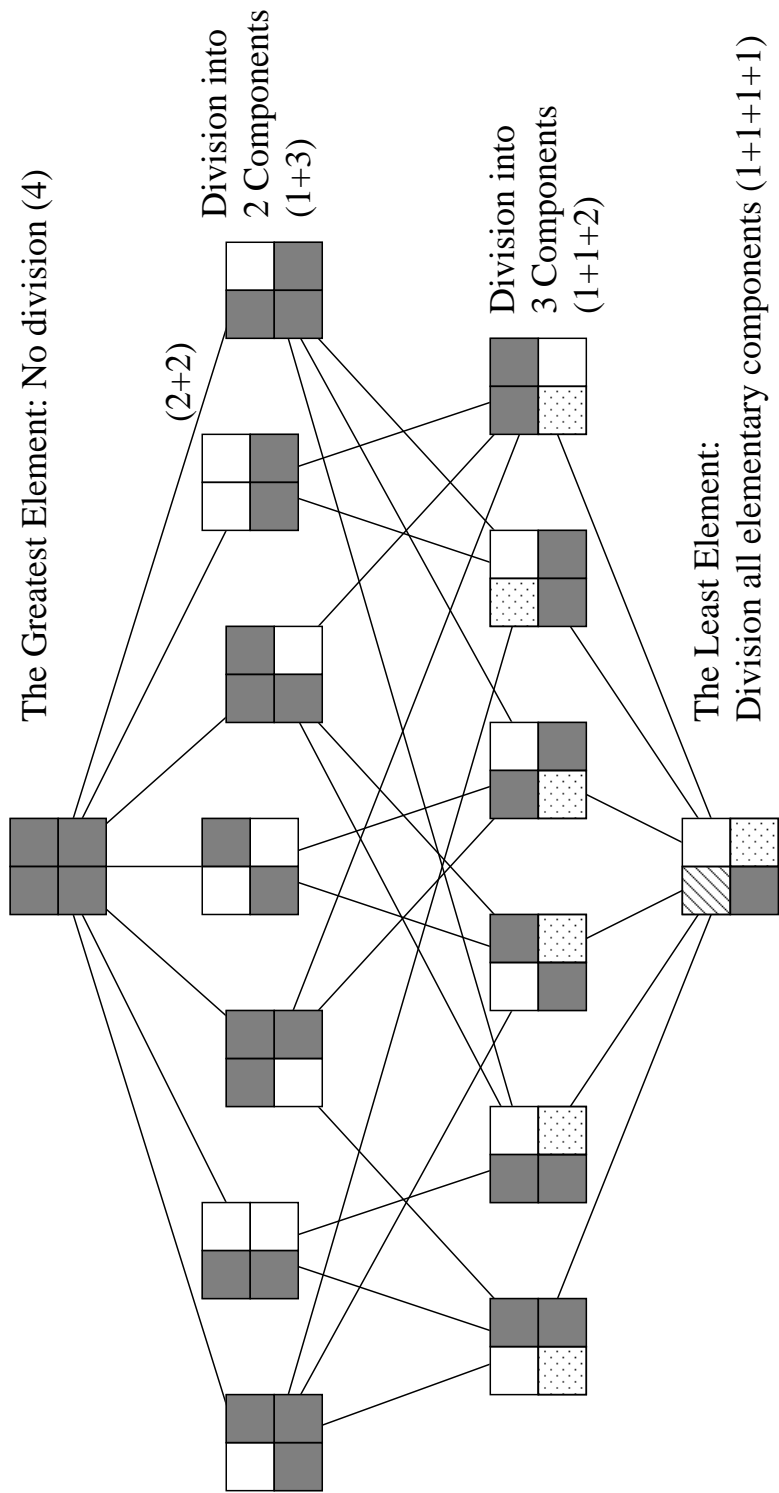 The Greatest Element: No division (4)
Division into
2 Components
(1+3)
(2+2)
Division into
3 Components
(1+1+2)
The Least Element:
Division all elementary components (1+1+1+1)